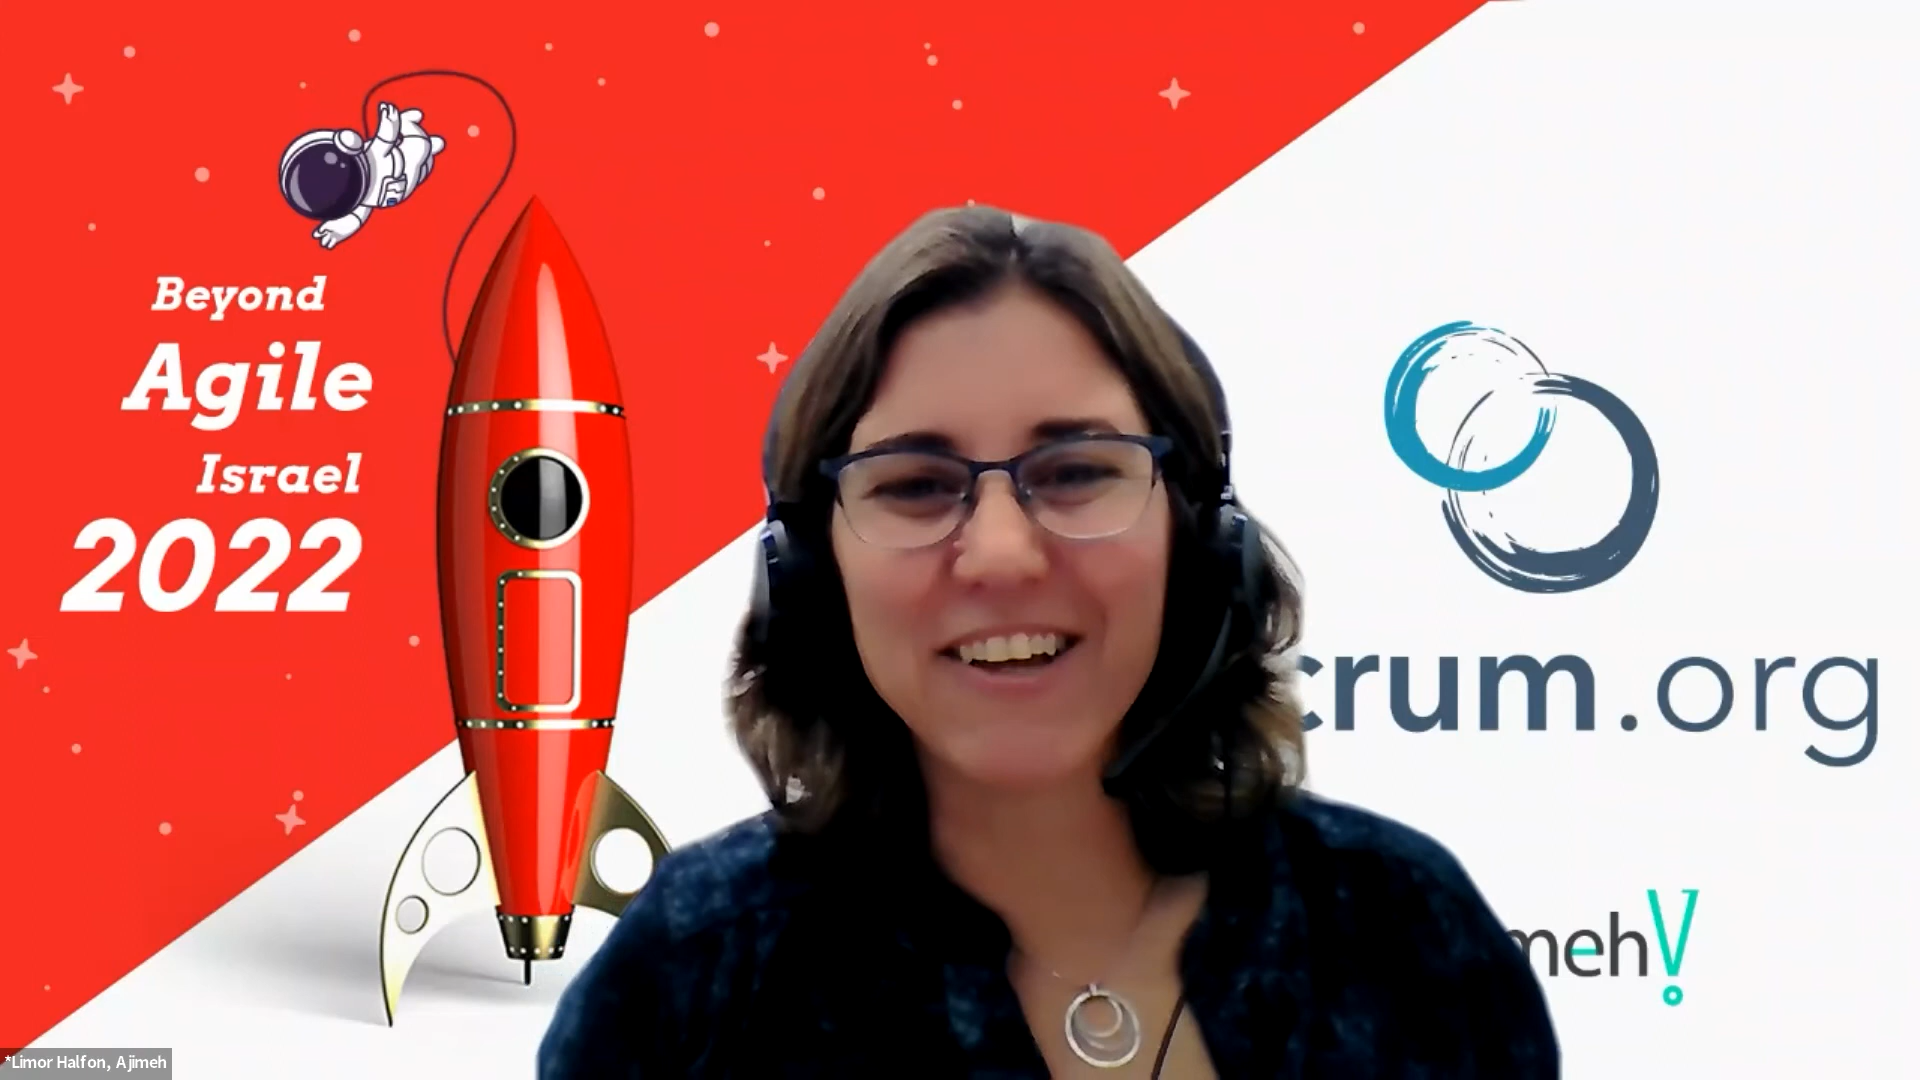 Beyond
Agile
Israel
2022
crum.org
meh
*Limor Halfon, Ajimeh